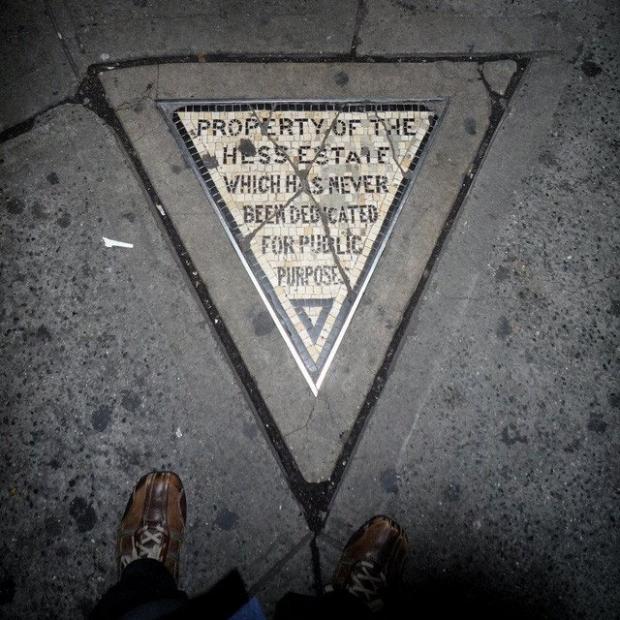 PROPERTY OF THE
HESS ESTATE
WHICH HAS NEVER
BEEN DEDICATED
FOR PUBLIC
PURPOSES